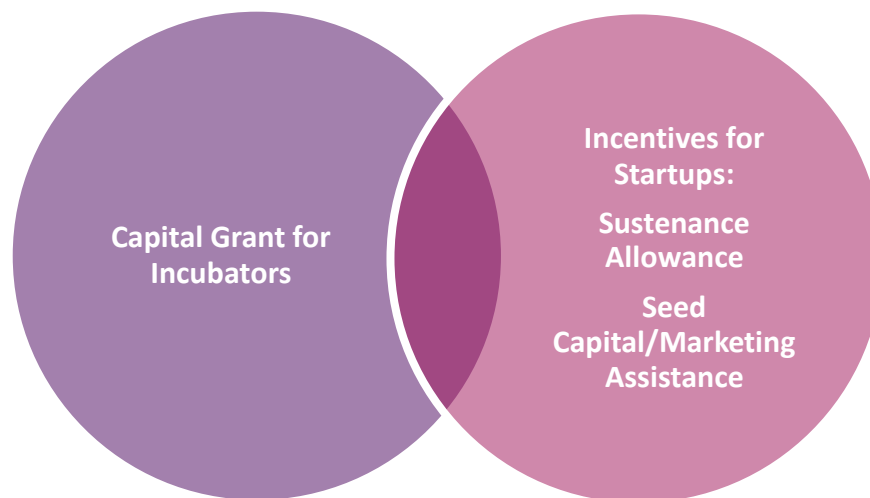 Capital Grant for
Incubators
Incentives for
Startups:
Sustenance
Allowance
Seed
Capital/Marketing
Assistance